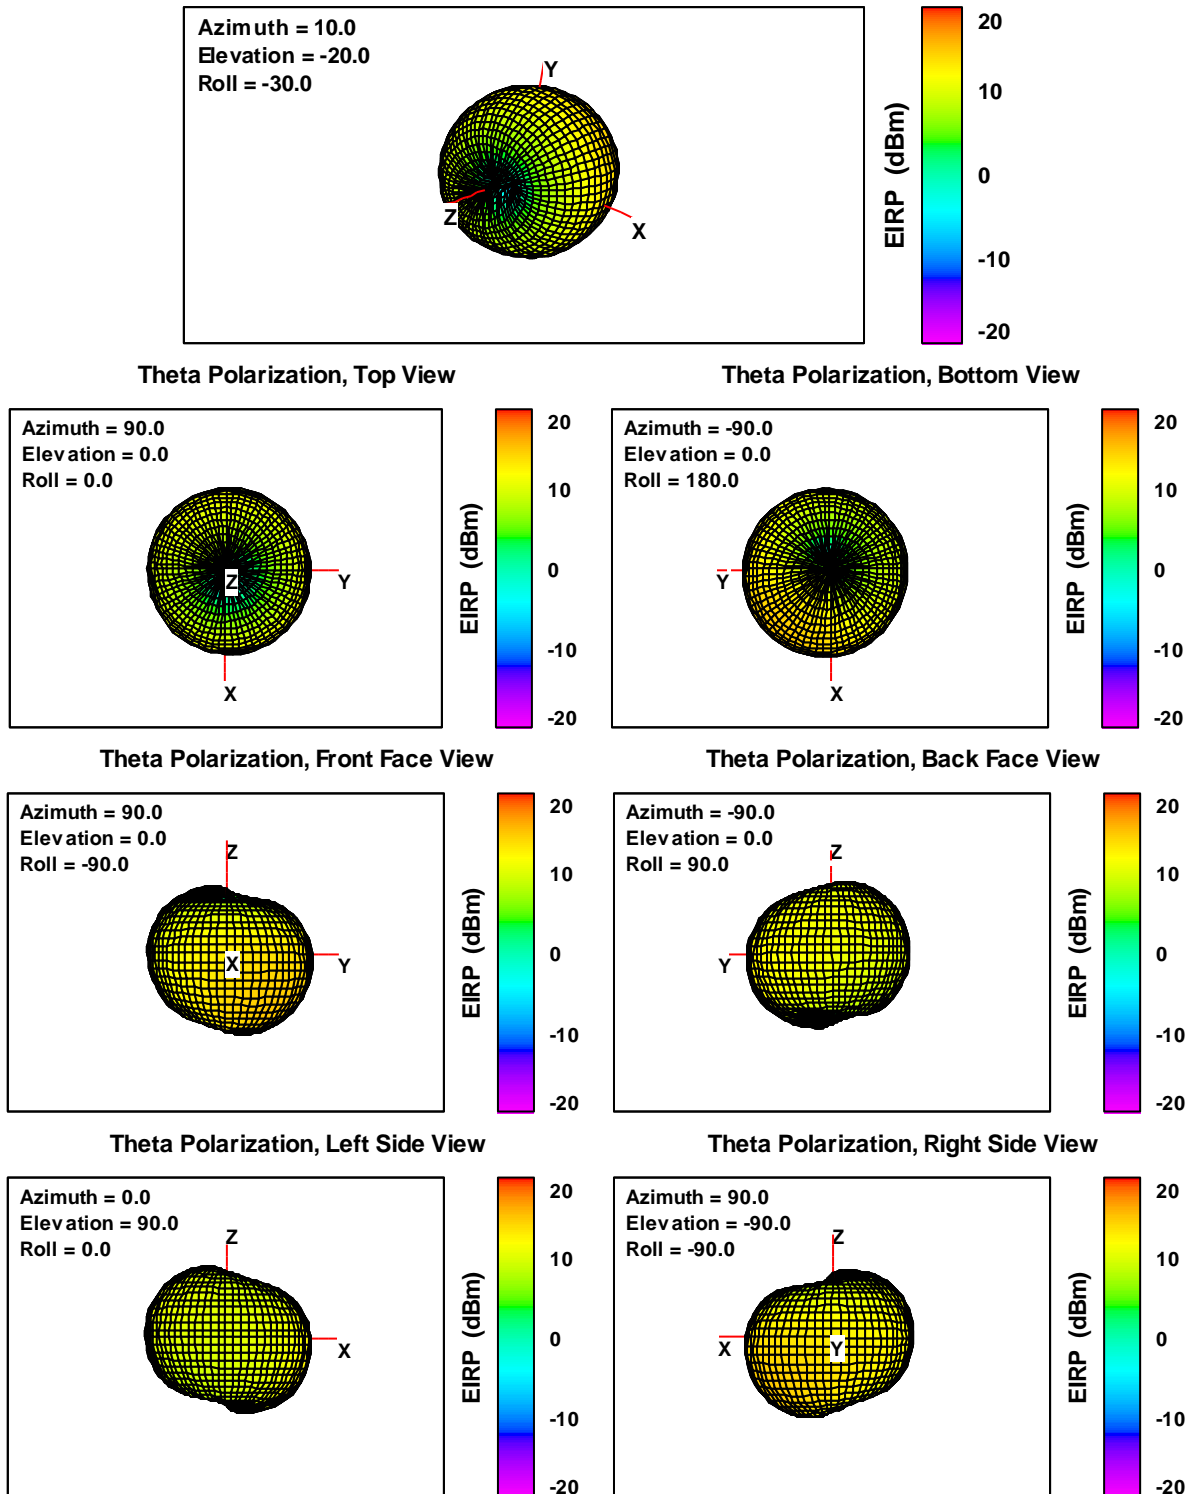 Azimuth = 10.0
Elevation = -20.0
Roll = -30.0
Y
Z
X
EIRP (dBm)
20
10
0
-10
-20
Theta Polarization, Top View
Azimuth = 90.0
Elevation = 0.0
Roll = 0.0
Z
Y
X
EIRP (dBm)
20
10
0
-10
-20
Theta Polarization, Bottom View
Azimuth = -90.0
Elevation = 0.0
Roll = 180.0
Y
X
EIRP (dBm)
20
10
0
-10
-20
Theta Polarization, Front Face View
Azimuth = 90.0
Elevation = 0.0
Roll = -90.0
Z
X
Y
EIRP (dBm)
20
10
0
-10
-20
Theta Polarization, Back Face View
Azimuth = -90.0
Elevation = 0.0
Roll = 90.0
Z
Y
EIRP (dBm)
20
10
0
-10
-20
Theta Polarization, Left Side View
Azimuth = 0.0
Elevation = 90.0
Roll = 0.0
Z
X
EIRP (dBm)
20
10
0
-10
-20
Theta Polarization, Right Side View
Azimuth = 90.0
Elevation = -90.0
Roll = -90.0
Z
X
Y
EIRP (dBm)
20
10
0
-10
-20